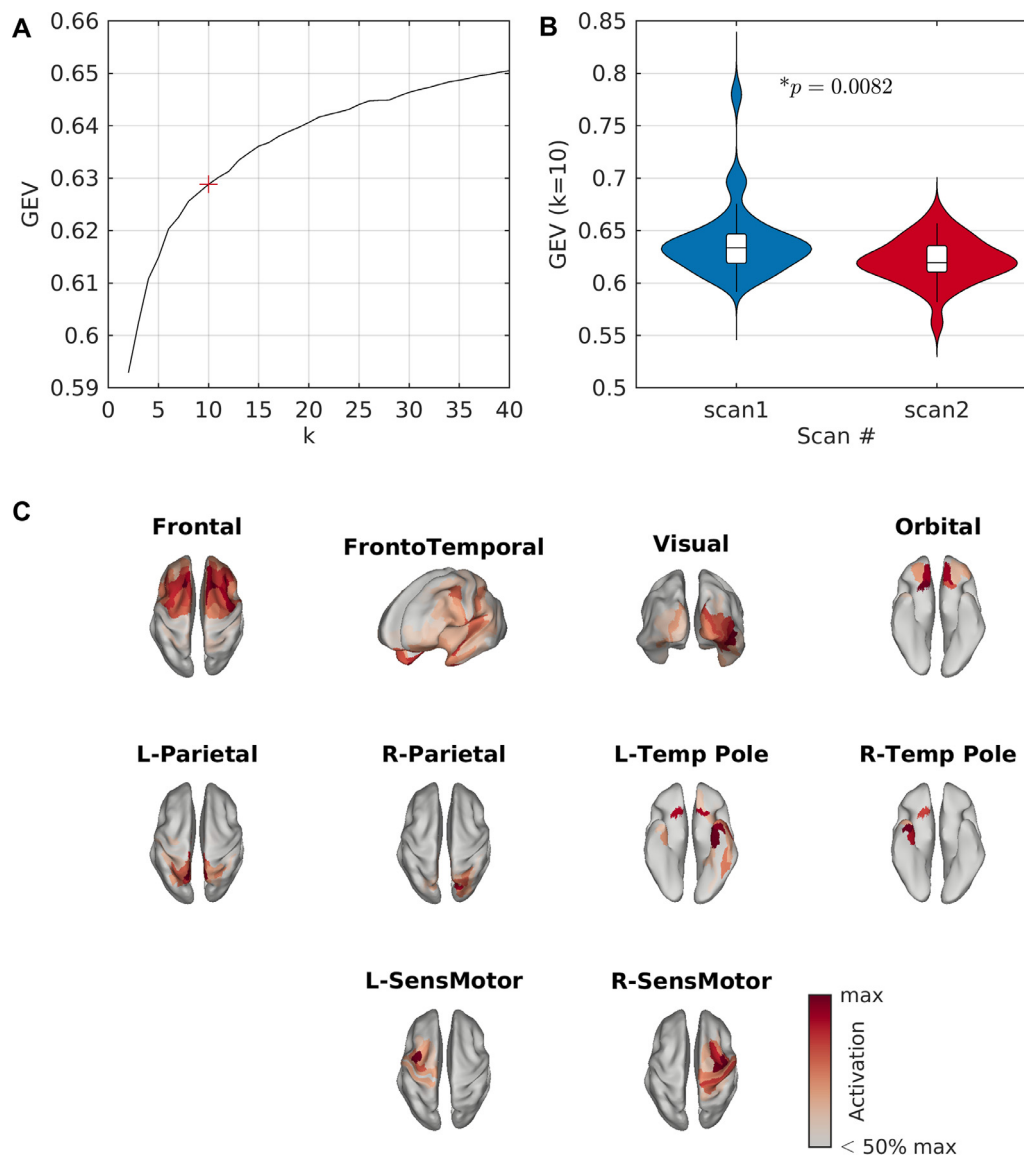 A
GEV
0.66
0.65
0.64
0.63
0.62
0.61
0.6
0.59
0 5 10 15 20 25 30 35 40
k
B
GEV (k=10)
0.85
0.8
0.75
0.7
0.65
0.6
0.55
0.5
*p = 0.0082
scan1 scan2
Scan #
C
Frontal
FrontoTemporal
Visual
Orbital
L-Parietal
R-Parietal
L-Temp Pole
R-Temp Pole
L-SensMotor
R-SensMotor
max
Activation
< 50% max